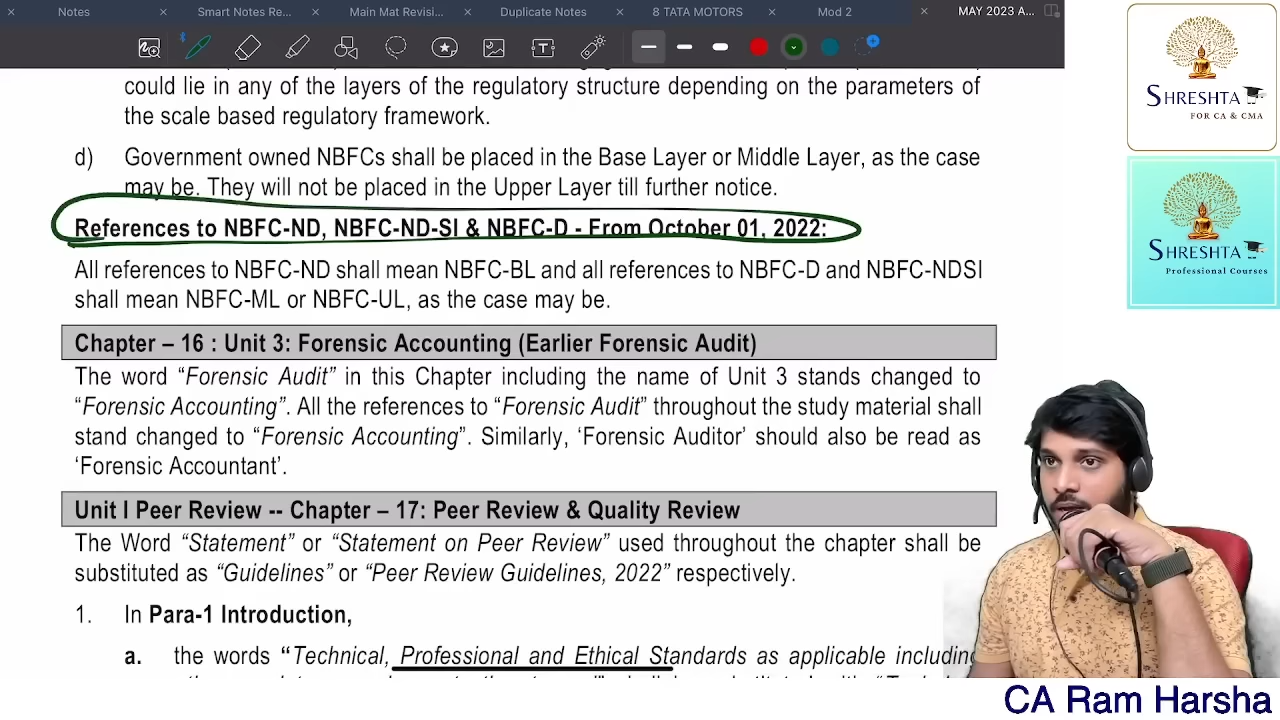 Notes
Smart Notes Re...
Main Mat Revisi...
Duplicate Notes
8 TATA MOTORS
Mod 2
MAY 2023 A...
could lie in any of the layers of the regulatory structure depending on the parameters of
the scale based regulatory framework.
d) Government owned NBFCs shall be placed in the Base Layer or Middle Layer, as the case
may be. They will not be placed in the Upper Layer till further notice.
References to NBFC-ND, NBFC-ND-SI & NBFC-D - From October 01, 2022:
All references to NBFC-ND shall mean NBFC-BL and all references to NBFC-D and NBFC-NDSI
shall mean NBFC-ML or NBFC-UL, as the case may be.
Chapter – 16 : Unit 3: Forensic Accounting (Earlier Forensic Audit)
The word “Forensic Audit” in this Chapter including the name of Unit 3 stands changed to
“Forensic Accounting”. All the references to “Forensic Audit” throughout the study material shall
stand changed to “Forensic Accounting”. Similarly, ‘Forensic Auditor’ should also be read as
‘Forensic Accountant’.
Unit I Peer Review -- Chapter – 17: Peer Review & Quality Review
The Word “Statement” or “Statement on Peer Review” used throughout the chapter shall be
substituted as “Guidelines” or “Peer Review Guidelines, 2022” respectively.
1. In Para-1 Introduction,
a. the words “Technical, Professional and Ethical Standards as applicable including
SHRESHTA
FOR CA & CMA
SHRESHTA
Professional Courses
CA Ram Harsha